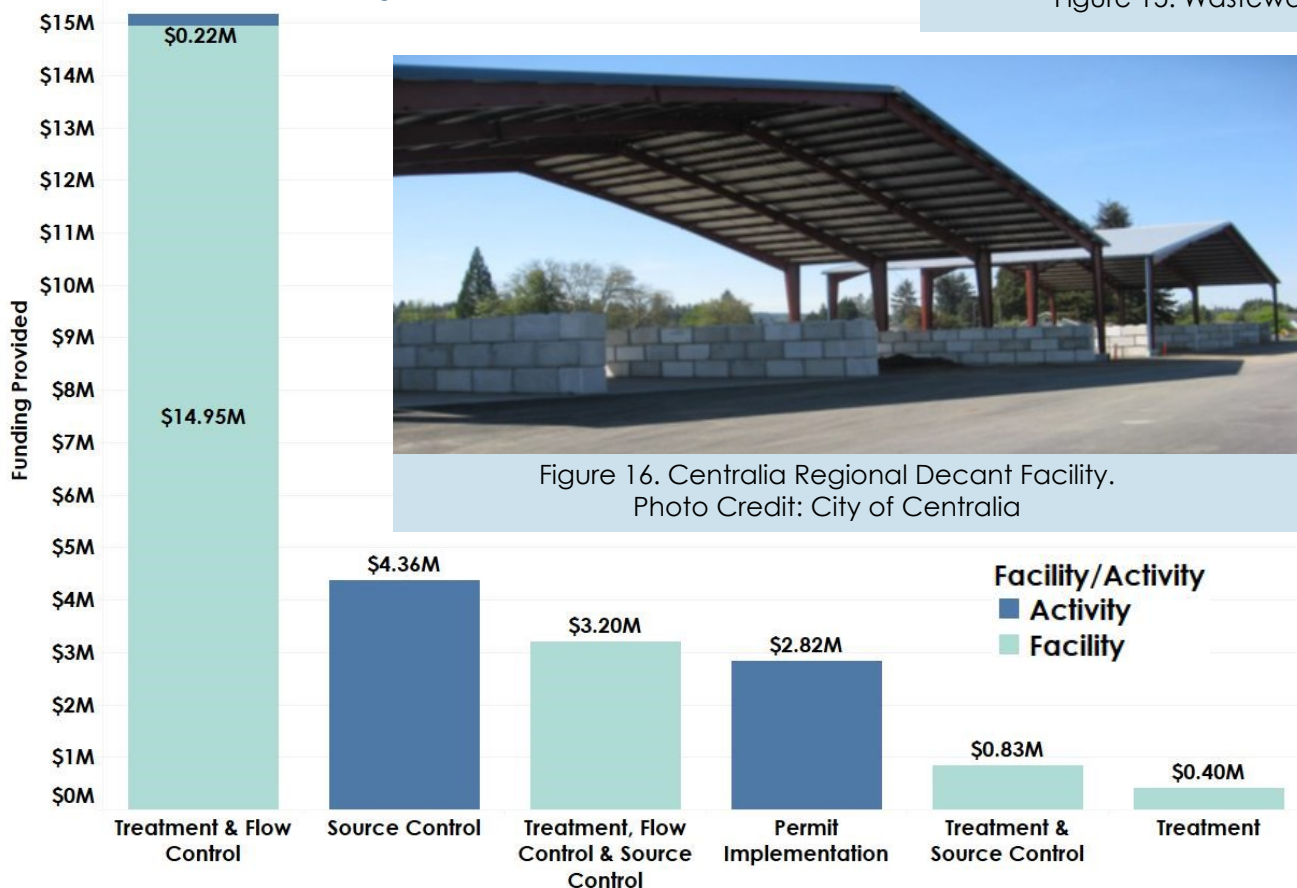 Figure 15. Wastewa
$15M
$14M
$13M
$12M
$11M
$10M
$9M
$8M
$7M
$6M
$5M
$4M
$3M
$2M
$1M
$0M
Funding Provided
$0.22M
$14.95M
Figure 16. Centralia Regional Decant Facility.
Photo Credit: City of Centralia
$4.36M
$3.20M
$2.82M
$0.83M
$0.40M
Facility/Activity
Activity
Facility
Treatment & Flow
Control
Source Control
Treatment, Flow
Control & Source
Control
Permit
Implementation
Treatment &
Source Control
Treatment